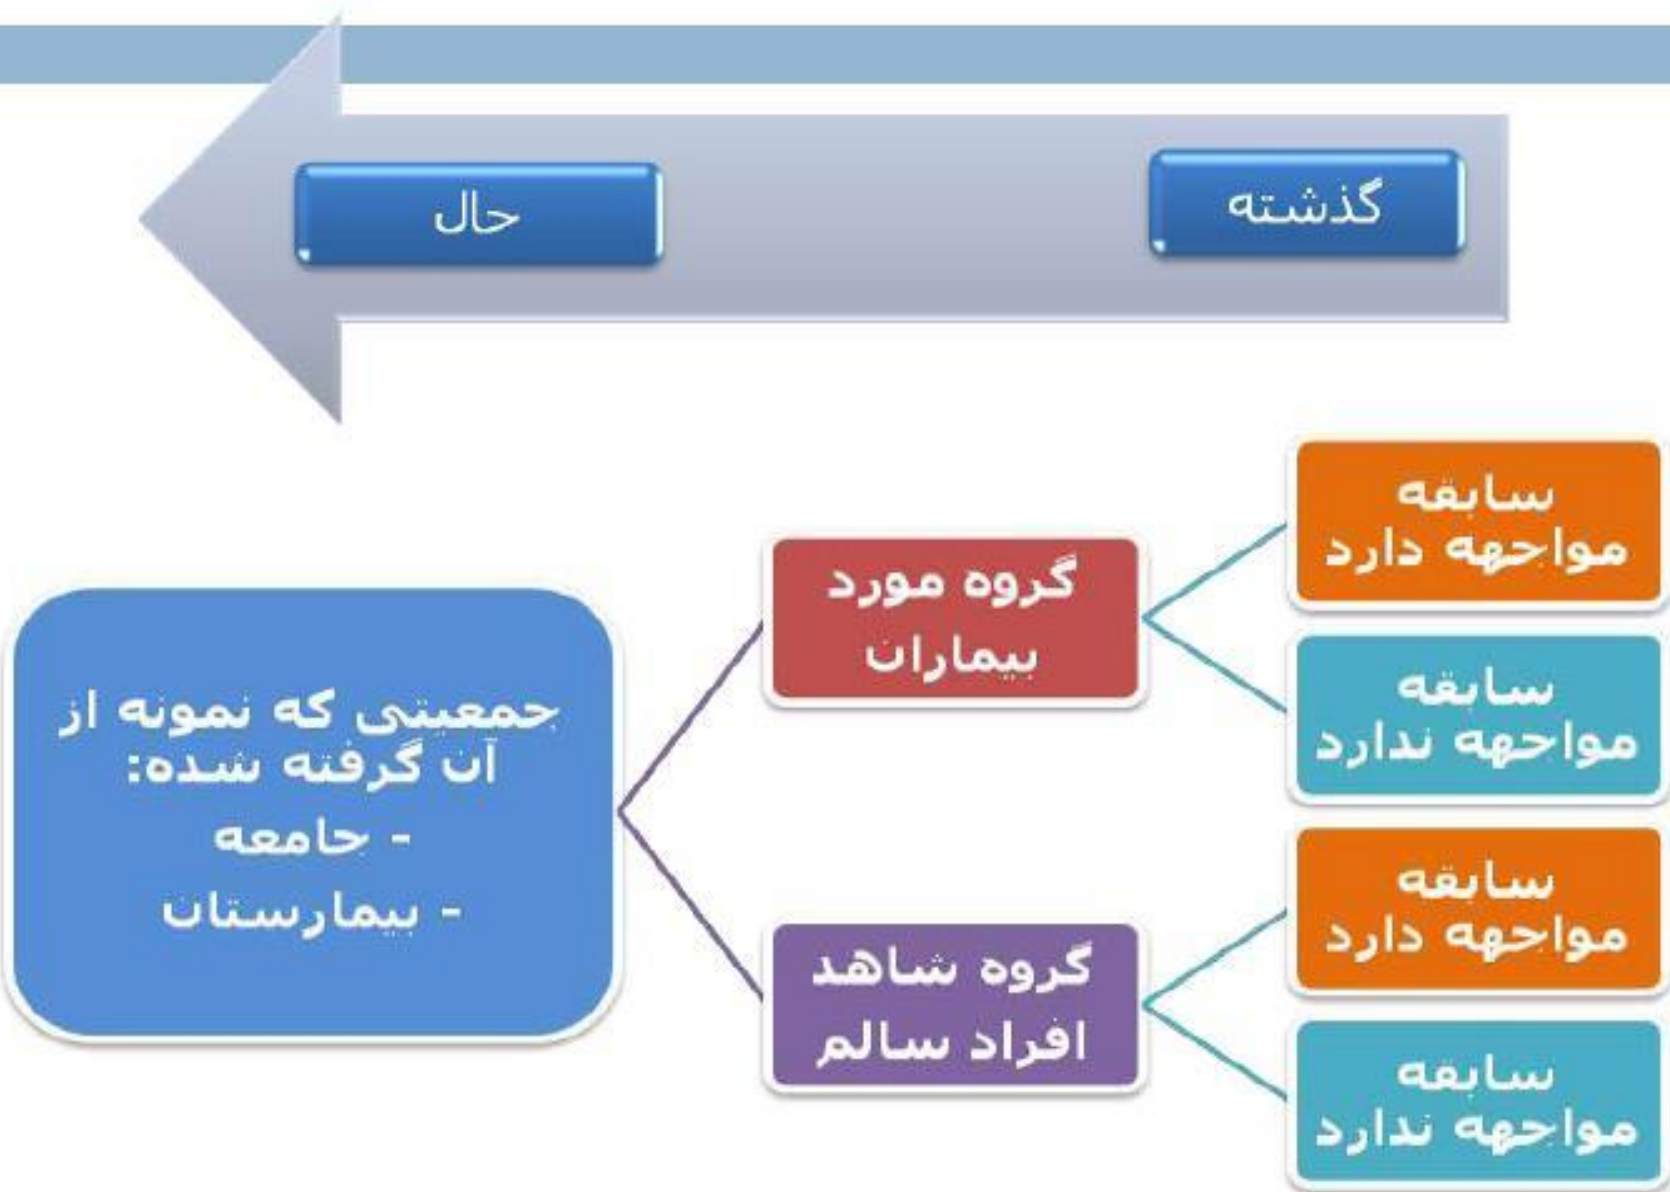 گذشته
حال
سابقه
مواجهه دارد
سابقه
مواجهه ندارد
گروه مورد
بیماران
جمعیتی که نمونه از
آن گرفته شده:
- جامعه
- بیمارستان
سابقه
مواجهه دارد
سابقه
مواجهه ندارد
گروه شاهد
افراد سالم